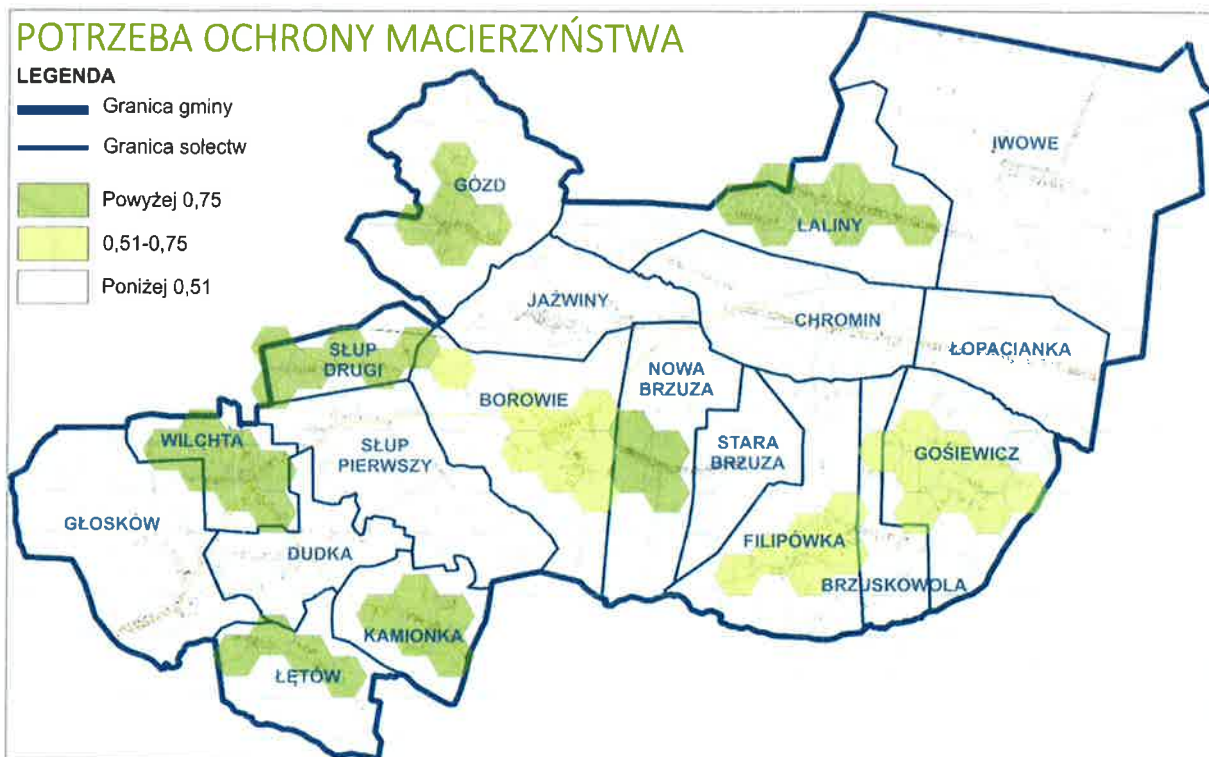 POTRZEBA OCHRONY MACIERZYŃSTWA
LEGENDA
Granica gminy
Granica sołectw
Powyżej 0,75
0,51-0,75
Poniżej 0,51
IWOWE
GÓZD
ŁALINY
JAŹWINY
CHROMIN
ŁOPACIANKA
SŁUP
DRUGI
NOWA
BRZUZA
BOROWIE
WILCHTA
SŁUP
PIERWSZY
STARA
BRZUZA
GOŚIEWICZ
GŁOSKÓW
DUDKA
FILIPÓWKA
BRZUSKOWOLA
KAMIONKA
ŁĘTÓW